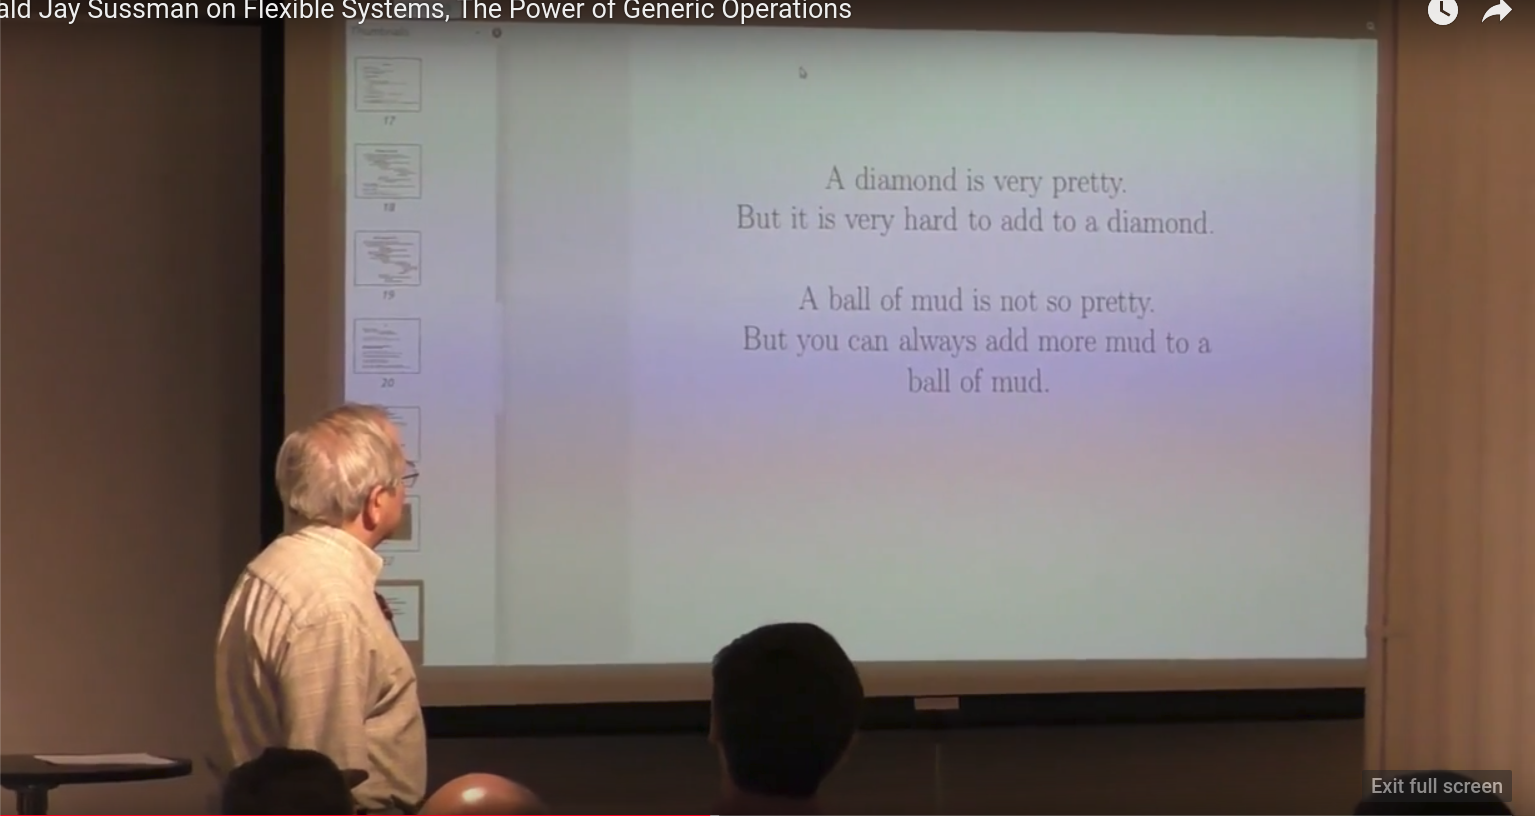 ald Jay Sussman on Flexible Systems, The Power of Generic Operations
Thumbnails
17
18
19
20
A diamond is very pretty.
But it is very hard to add to a diamond.
A ball of mud is not so pretty.
But you can always add more mud to a
ball of mud.
Exit full screen